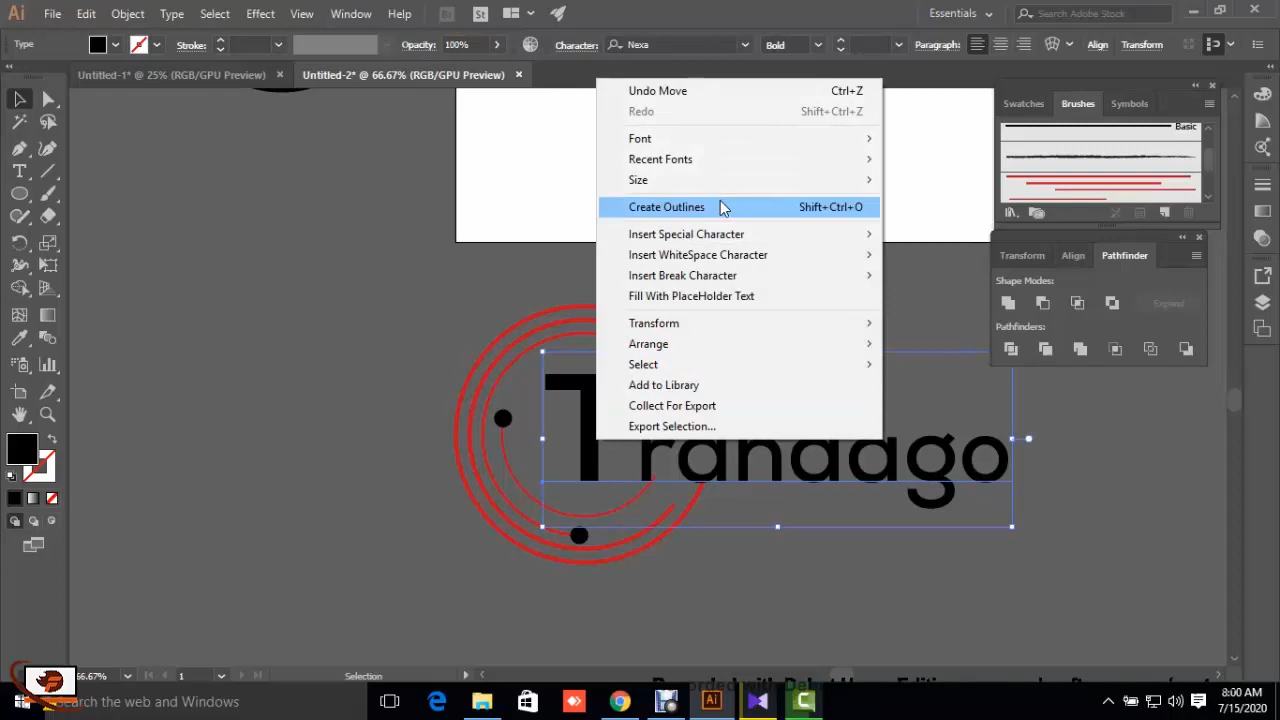 Ai File Edit Object Type Select Effect View Window Help Br St Essentials Search Adobe Stock
Type Stroke: Opacity: 100% Character: Nexa Bold Paragraph: Align Transform
Untitled-1* @ 25% (RGB/GPU Preview) × Untitled-2* @ 66.67% (RGB/GPU Preview) ×
Undo Move Ctrl+Z
Redo Shift+Ctrl+Z
Font
Recent Fonts
Size
Create Outlines Shift+Ctrl+O
Insert Special Character
Insert WhiteSpace Character
Insert Break Character
Fill With PlaceHolder Text
Transform
Arrange
Select
Add to Library
Collect For Export
Export Selection...
Swatches Brushes Symbols
Basic
Transform Align Pathfinder
Shape Modes:
Expand
Pathfinders:
Trandago
66.67% 1 Selection
Search the web and Windows
Ai
8:00 AM
7/15/2020